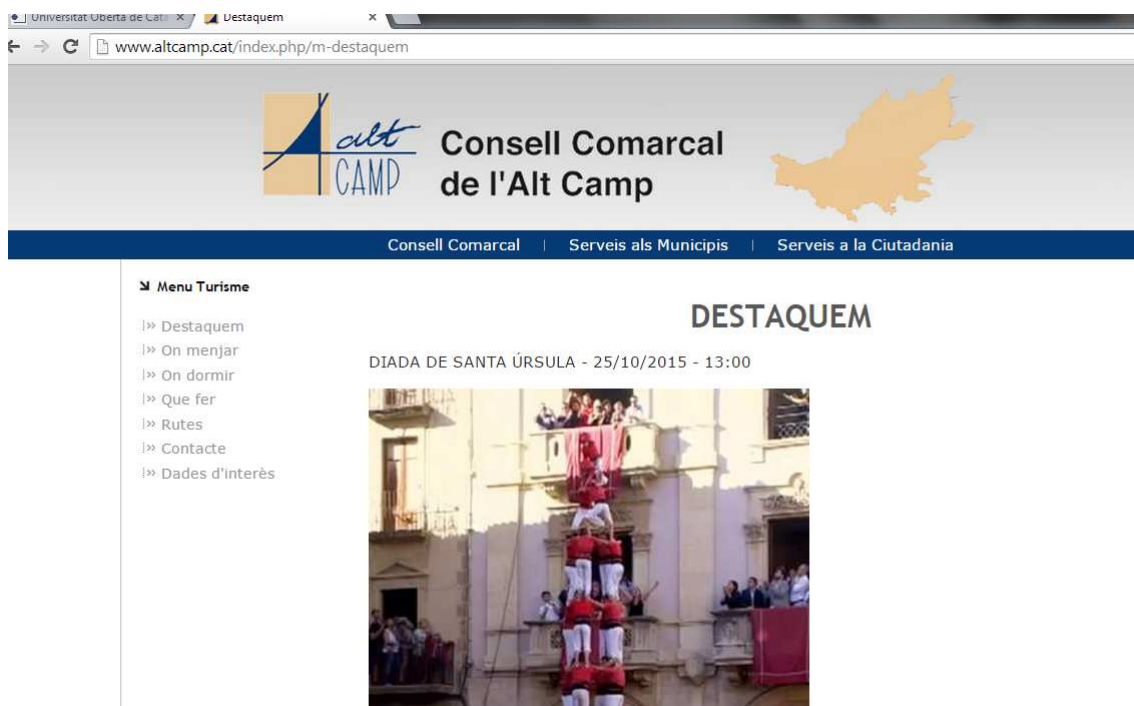 Universitat Oberta de Cata
Destaquem
www.altcamp.cat/index.php/m-destaquem
alt
CAMP
Consell Comarcal
de l'Alt Camp
Consell Comarcal | Serveis als Municipis | Serveis a la Ciutadania
Menu Turisme
Destaquem
On menjar
On dormir
Que fer
Rutes
Contacte
Dades d'interès
DESTAQUEM
DIADA DE SANTA ÚRSULA - 25/10/2015 - 13:00